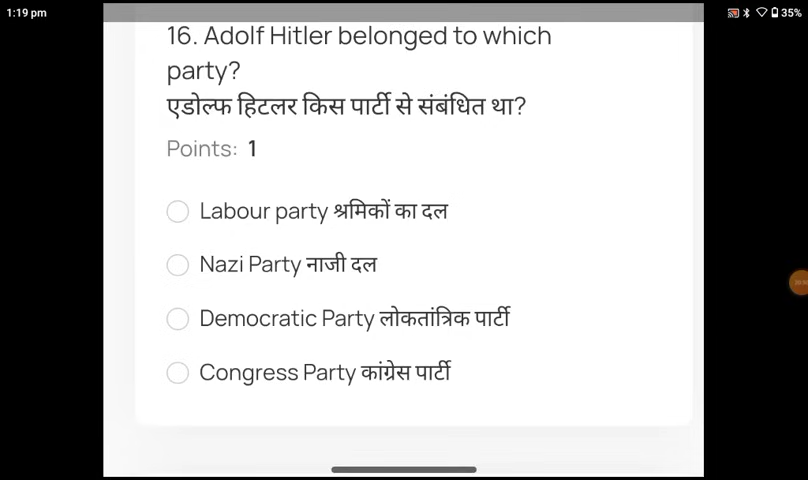 1:19 pm
35%
16. Adolf Hitler belonged to which
party?
एडोल्फ हिटलर किस पार्टी से संबंधित था?
Points: 1
Labour party श्रमिकों का दल
Nazi Party नाजी दल
Democratic Party लोकतांत्रिक पार्टी
Congress Party कांग्रेस पार्टी